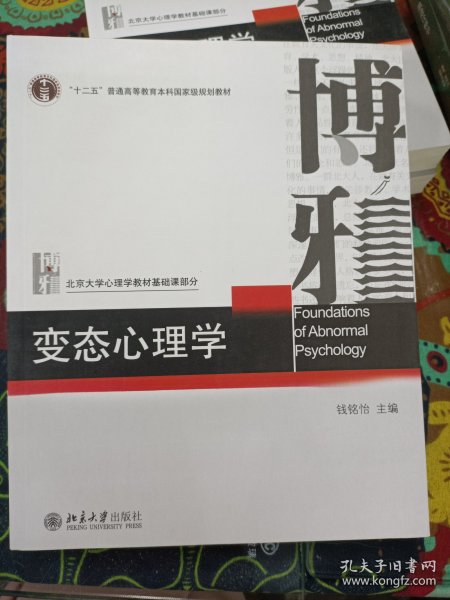 北京大学心理学教材基础课部分
Foundations
of Abnormal
Psychology
"十二五"普通高等教育本科国家级规划教材
博雅
博雅
北京大学心理学教材基础课部分
变态心理学
Foundations
of Abnormal
Psychology
钱铭怡 主编
北京大学出版社
PEKING UNIVERSITY PRESS
孔夫子旧书网
www.kongfz.com